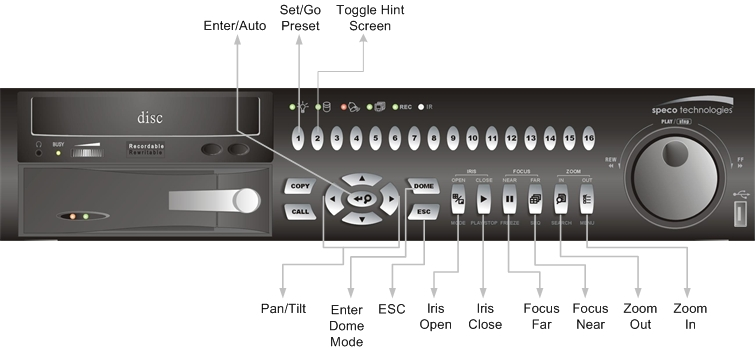 Set/Go
Preset
Toggle Hint
Screen
Enter/Auto
disc
BUSY
Recordable
Rewritable
REC
IR
speco technologies
PLAY / stop
REW
FF
1 2 3 4 5 6 7 8 9 10 11 12 13 14 15 16
IRIS
FOCUS
ZOOM
OPEN
CLOSE
NEAR
FAR
IN
OUT
COPY
CALL
DOME
ESC
MODE
PLAY/STOP
FREEZE
SEQ
SEARCH
MENU
Pan/Tilt
Enter
Dome
Mode
ESC
Iris
Open
Iris
Close
Focus
Far
Focus
Near
Zoom
Out
Zoom
In